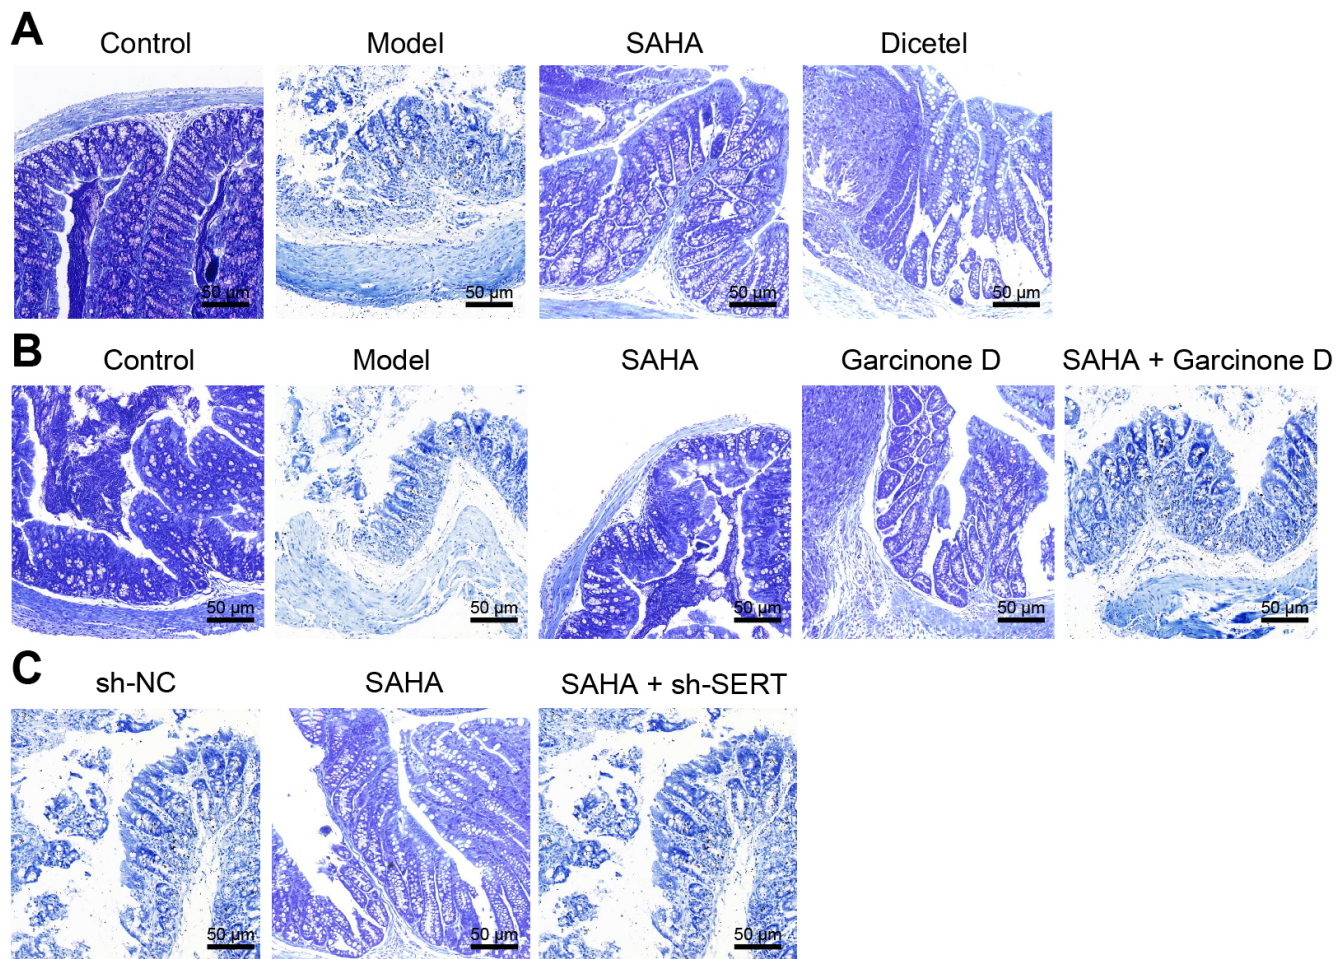 A
Control Model SAHA Dicetel
50 µm 50 µm 50 µm 50 µm
B
Control Model SAHA Garcinone D SAHA + Garcinone D
50 µm 50 µm 50 µm 50 µm 50 µm
C
sh-NC SAHA SAHA + sh-SERT
50 µm 50 µm 50 µm